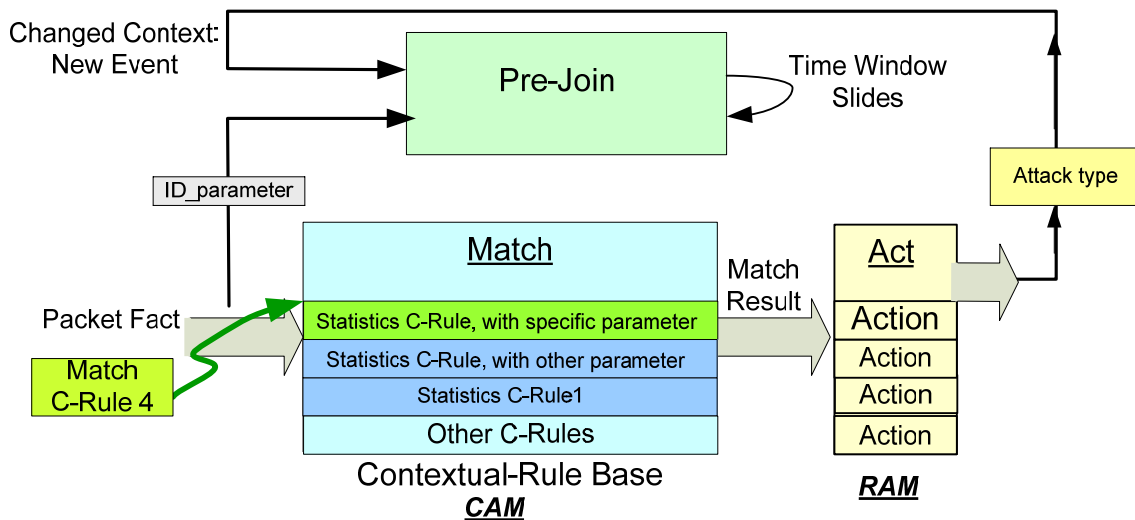 Changed Context:
New Event
Pre-Join
Time Window
Slides
ID_parameter
Attack type
Match
Act
Match
Result
Packet Fact
Statistics C-Rule, with specific parameter
Action
Match
C-Rule 4
Statistics C-Rule, with other parameter
Action
Statistics C-Rule1
Action
Other C-Rules
Action
Contextual-Rule Base
CAM
RAM